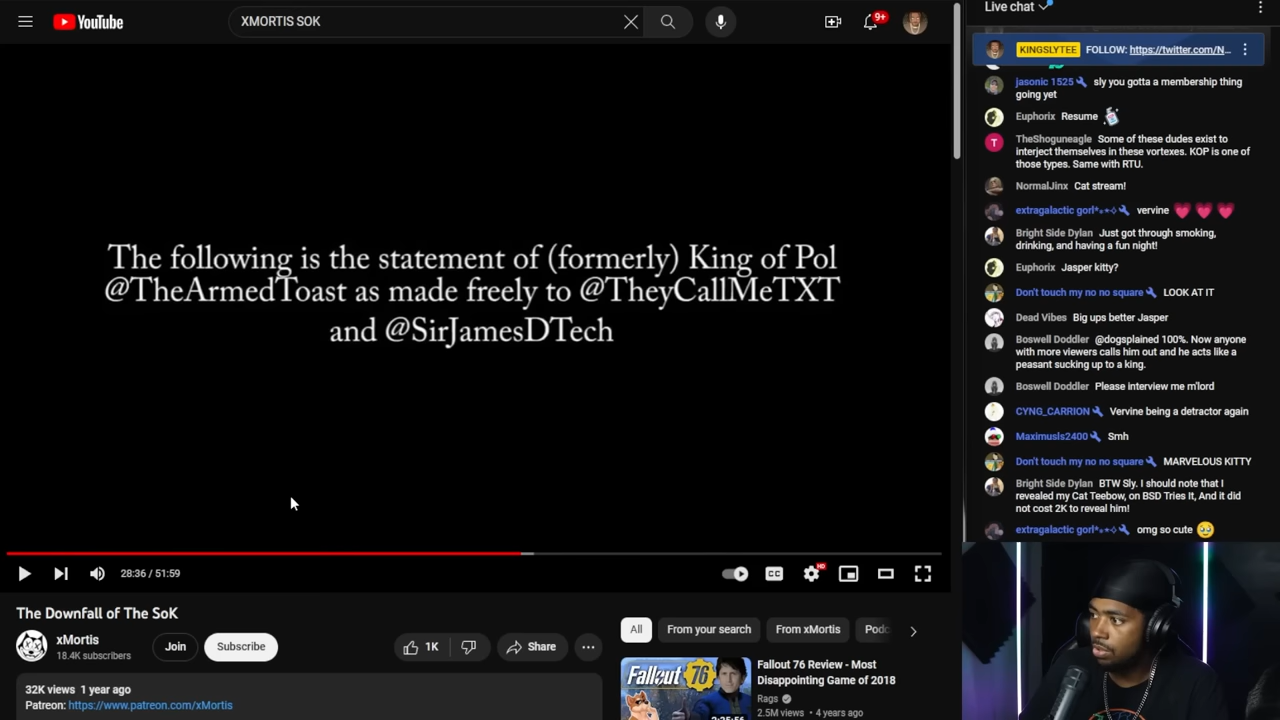 YouTube
XMORTIS SOK
9+
The following is the statement of (formerly) King of Pol
@TheArmedToast as made freely to @TheyCallMeTXT
and @SirJamesDTech
28:36 / 51:59
CC
HD
The Downfall of The SoK
xMortis
18.4K subscribers
Join
Subscribe
1K
Share
32K views 1 year ago
Patreon: https://www.patreon.com/xMortis
All
From your search
From xMortis
Podc
Fallout 76
2:25:56
Fallout 76 Review - Most
Disappointing Game of 2018
Rags
2.5M views • 4 years ago
Live chat
KINGSLYTEE FOLLOW: https://twitter.com/N...
jasonic 1525 sly you gotta a membership thing
going yet
Euphorix Resume
T
TheShoguneagle Some of these dudes exist to
interject themselves in these vortexes. KOP is one of
those types. Same with RTU.
NormalJinx Cat stream!
extragalactic gorl*₊✦✧ vervine
Bright Side Dylan Just got through smoking,
drinking, and having a fun night!
Euphorix Jasper kitty?
Don't touch my no no square LOOK AT IT
Dead Vibes Big ups better Jasper
Boswell Doddler @dogsplained 100%. Now anyone
with more viewers calls him out and he acts like a
peasant sucking up to a king.
Boswell Doddler Please interview me m'lord
CYNG_CARRION Vervine being a detractor again
Maximusls2400 Smh
Don't touch my no no square MARVELOUS KITTY
Bright Side Dylan BTW Sly. I should note that I
revealed my Cat Teebow, on BSD Tries It, And it did
not cost 2K to reveal him!
extragalactic gorl*₊✦✧ omg so cute